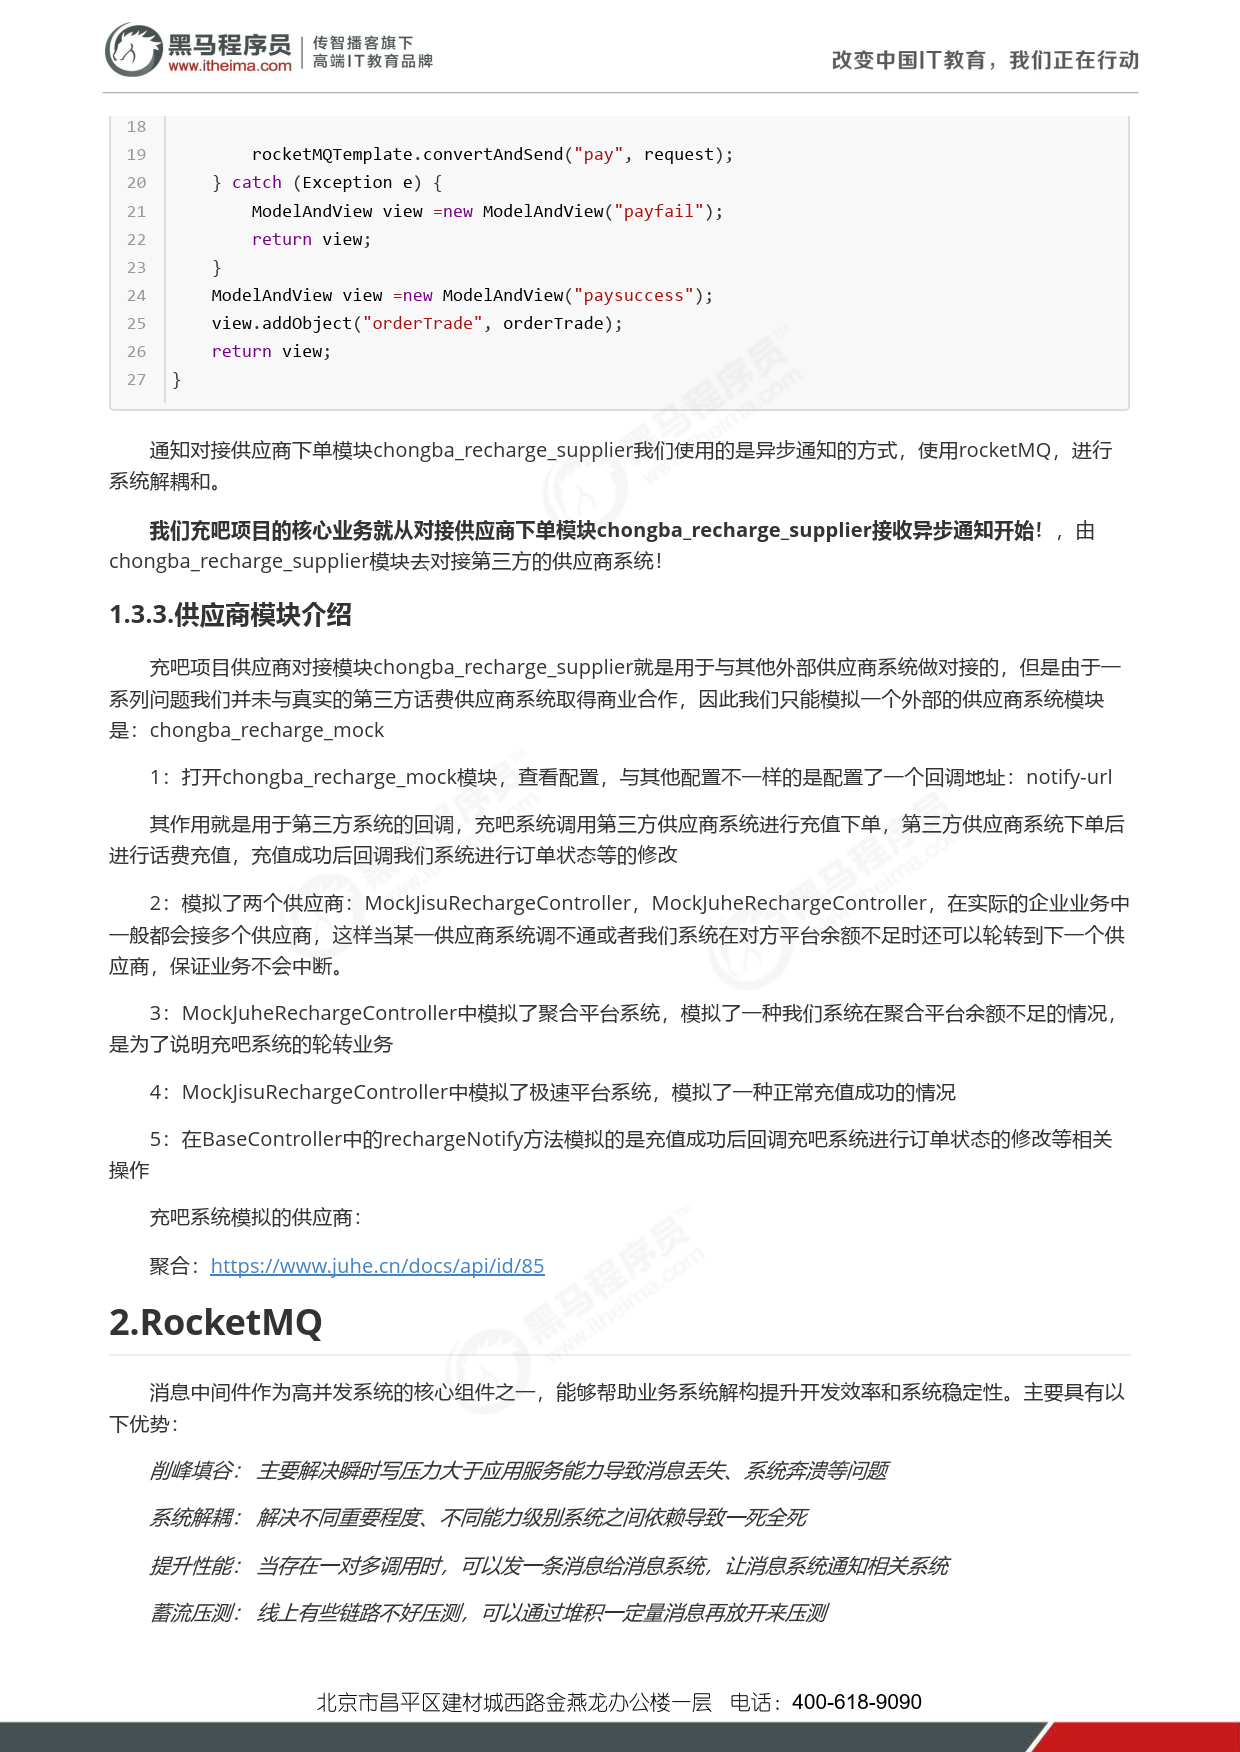 黑马程序员
www.itheima.com
传智播客旗下
高端IT教育品牌
改变中国IT教育，我们正在行动
18
19 rocketMQTemplate.convertAndSend("pay", request);
20 } catch (Exception e) {
21 ModelAndView view =new ModelAndView("payfail");
22 return view;
23 }
24 ModelAndView view =new ModelAndView("paysuccess");
25 view.addObject("orderTrade", orderTrade);
26 return view;
27 }
通知对接供应商下单模块chongba_recharge_supplier我们使用的是异步通知的方式，使用rocketMQ，进行
系统解耦和。
我们充吧项目的核心业务就从对接供应商下单模块chongba_recharge_supplier接收异步通知开始！，由
chongba_recharge_supplier模块去对接第三方的供应商系统！
1.3.3.供应商模块介绍
充吧项目供应商对接模块chongba_recharge_supplier就是用于与其他外部供应商系统做对接的，但是由于一
系列问题我们并未与真实的第三方话费供应商系统取得商业合作，因此我们只能模拟一个外部的供应商系统模块
是：chongba_recharge_mock
1：打开chongba_recharge_mock模块，查看配置，与其他配置不一样的是配置了一个回调地址：notify-url
其作用就是用于第三方系统的回调，充吧系统调用第三方供应商系统进行充值下单，第三方供应商系统下单后
进行话费充值，充值成功后回调我们系统进行订单状态等的修改
2：模拟了两个供应商：MockJisuRechargeController，MockJuheRechargeController，在实际的企业业务中
一般都会接多个供应商，这样当某一供应商系统调不通或者我们系统在对方平台余额不足时还可以轮转到下一个供
应商，保证业务不会中断。
3：MockJuheRechargeController中模拟了聚合平台系统，模拟了一种我们系统在聚合平台余额不足的情况，
是为了说明充吧系统的轮转业务
4：MockJisuRechargeController中模拟了极速平台系统，模拟了一种正常充值成功的情况
5：在BaseController中的rechargeNotify方法模拟的是充值成功后回调充吧系统进行订单状态的修改等相关
操作
充吧系统模拟的供应商：
聚合：https://www.juhe.cn/docs/api/id/85
2.RocketMQ
消息中间件作为高并发系统的核心组件之一，能够帮助业务系统解构提升开发效率和系统稳定性。主要具有以
下优势：
削峰填谷： 主要解决瞬时写压力大于应用服务能力导致消息丢失、系统奔溃等问题
系统解耦： 解决不同重要程度、不同能力级别系统之间依赖导致一死全死
提升性能： 当存在一对多调用时，可以发一条消息给消息系统，让消息系统通知相关系统
蓄流压测： 线上有些链路不好压测，可以通过堆积一定量消息再放开来压测
北京市昌平区建材城西路金燕龙办公楼一层 电话：400-618-9090